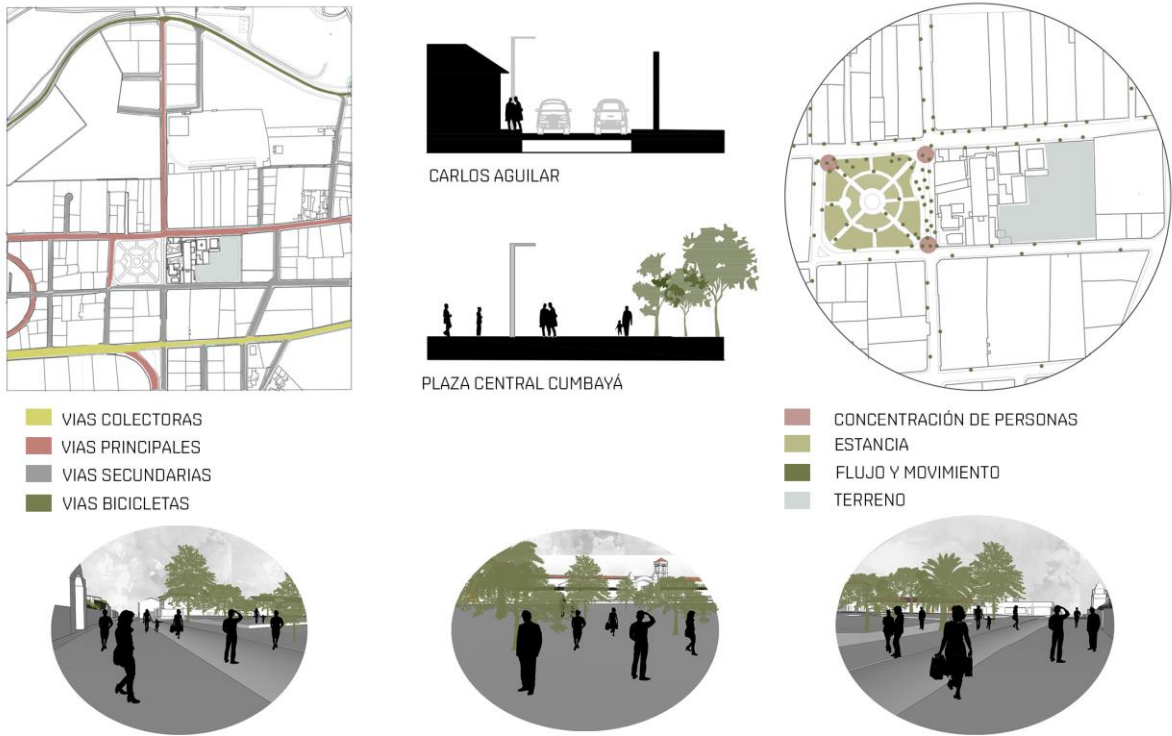 CARLOS AGUILAR
PLAZA CENTRAL CUMBAYÁ
VIAS COLECTORAS
VIAS PRINCIPALES
VIAS SECUNDARIAS
VIAS BICICLETAS
CONCENTRACIÓN DE PERSONAS
ESTANCIA
FLUJO Y MOVIMIENTO
TERRENO